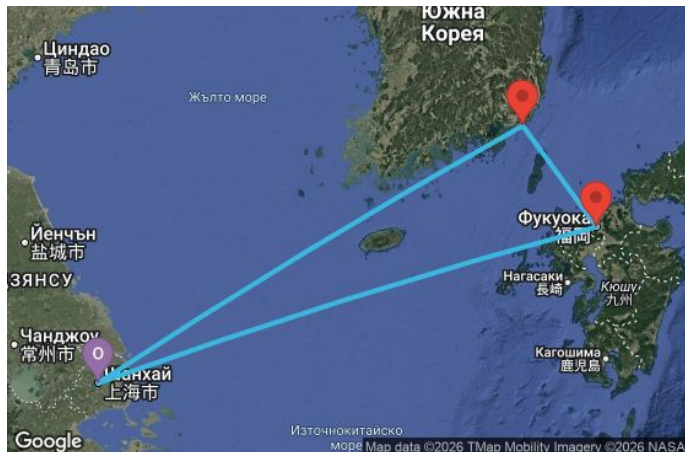 Южна
Корея
Циндао
青岛市
Жълто море
Фукуока
福岡
Йенчън
盐城市
Нагасаки
長崎
Кюшу
九州
ДЗЯНСУ
Чанджоу
常州市
O
Шанхай
上海市
Кагошима
鹿児島
Източнокитайско
море
Google
Map data ©2026 TMap Mobility Imagery ©2026 NASA